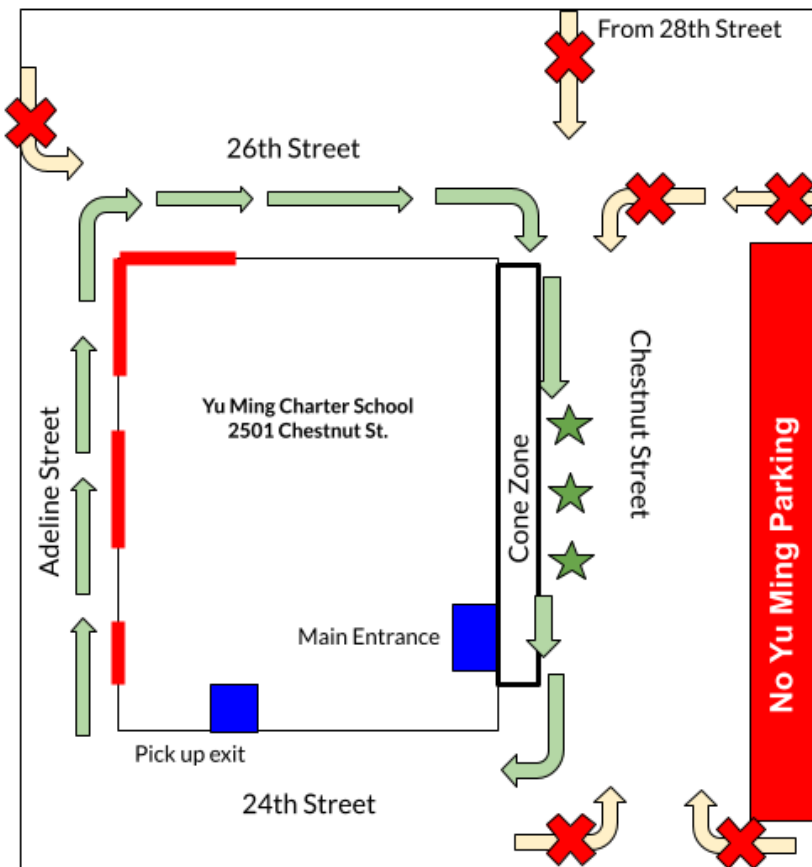 From 28th Street
26th Street
Yu Ming Charter School
2501 Chestnut St.
Adeline Street
Cone Zone
Chestnut Street
No Yu Ming Parking
Main Entrance
Pick up exit
24th Street